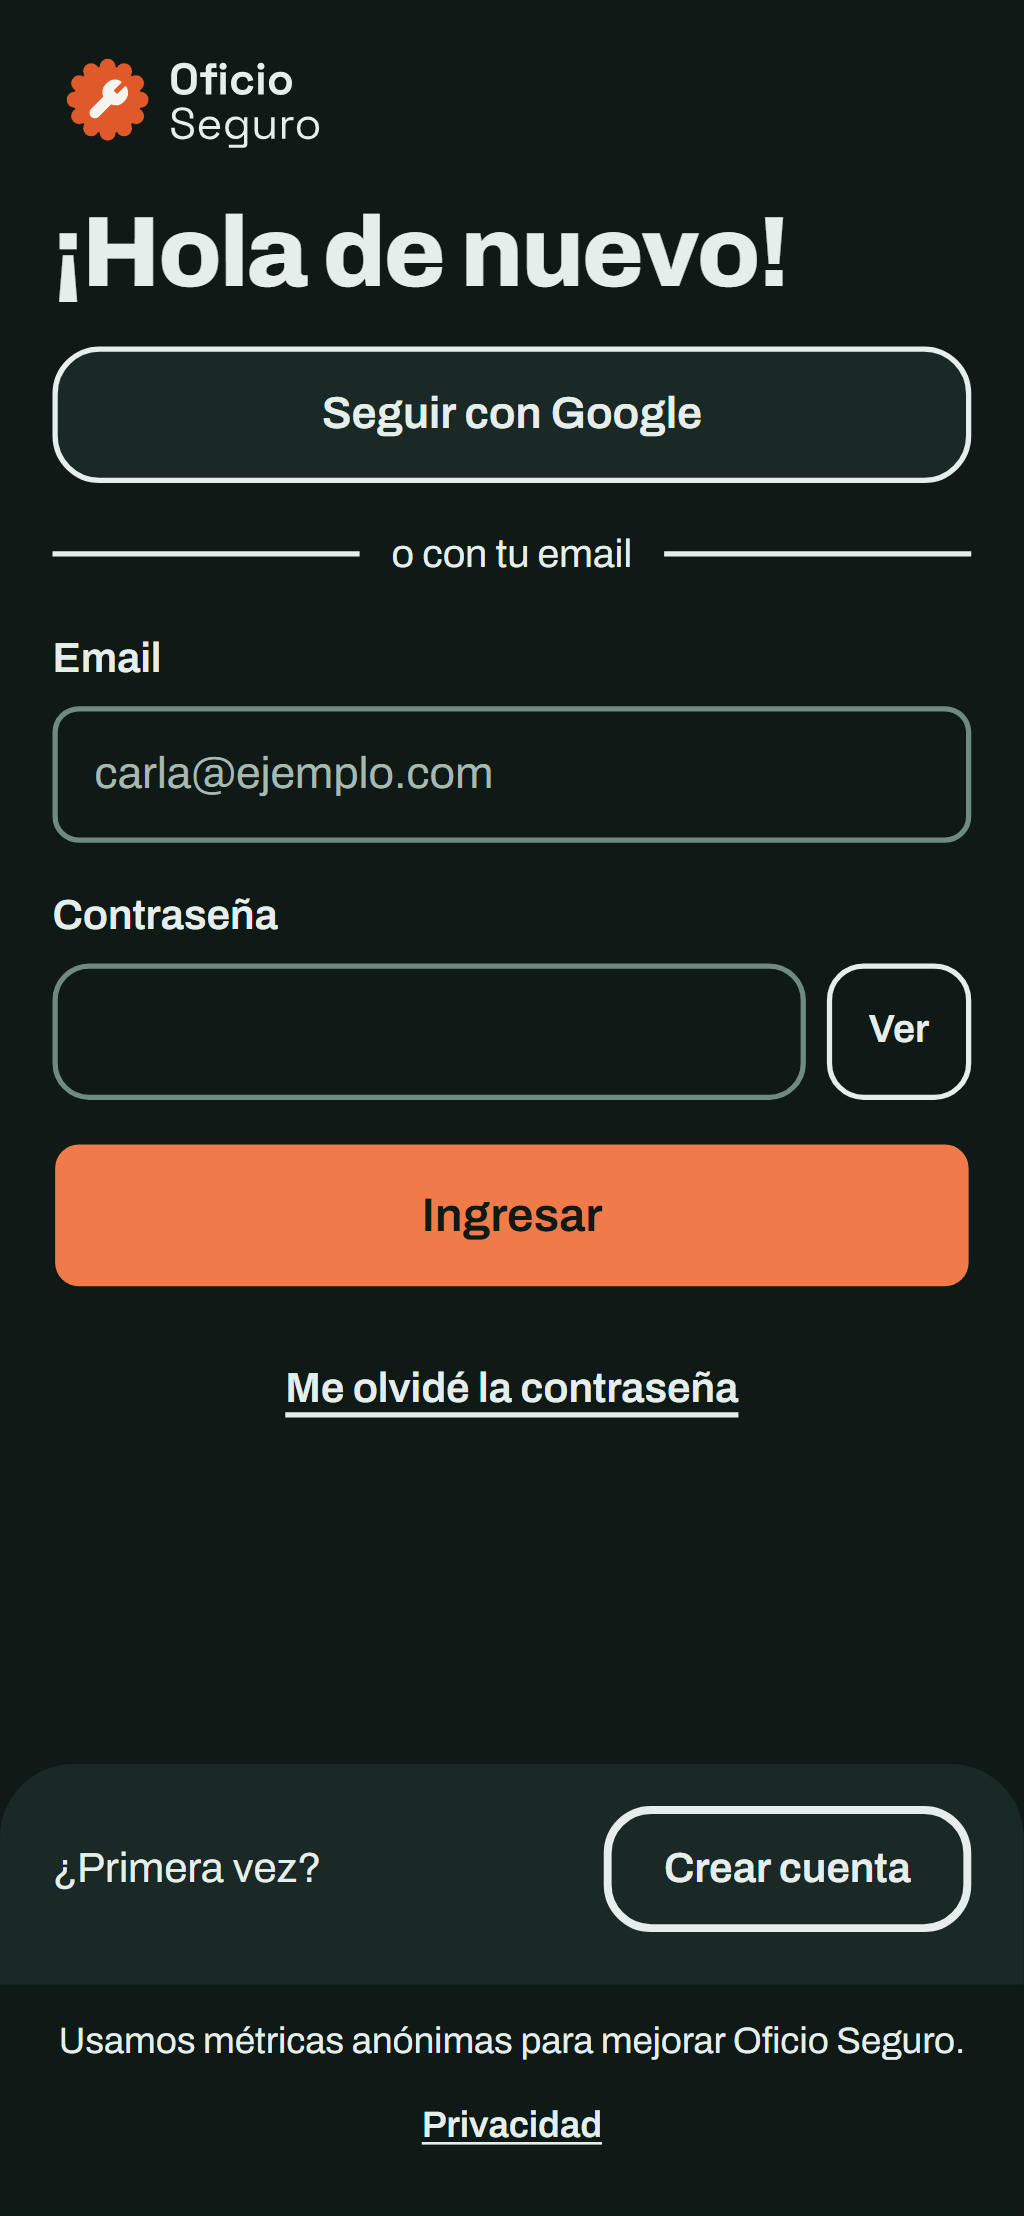 Oficio
Seguro
¡Hola de nuevo!
Seguir con Google
o con tu email
Email
carla@ejemplo.com
Contraseña
Ver
Ingresar
Me olvidé la contraseña
¿Primera vez?
Crear cuenta
Usamos métricas anónimas para mejorar Oficio Seguro.
Privacidad